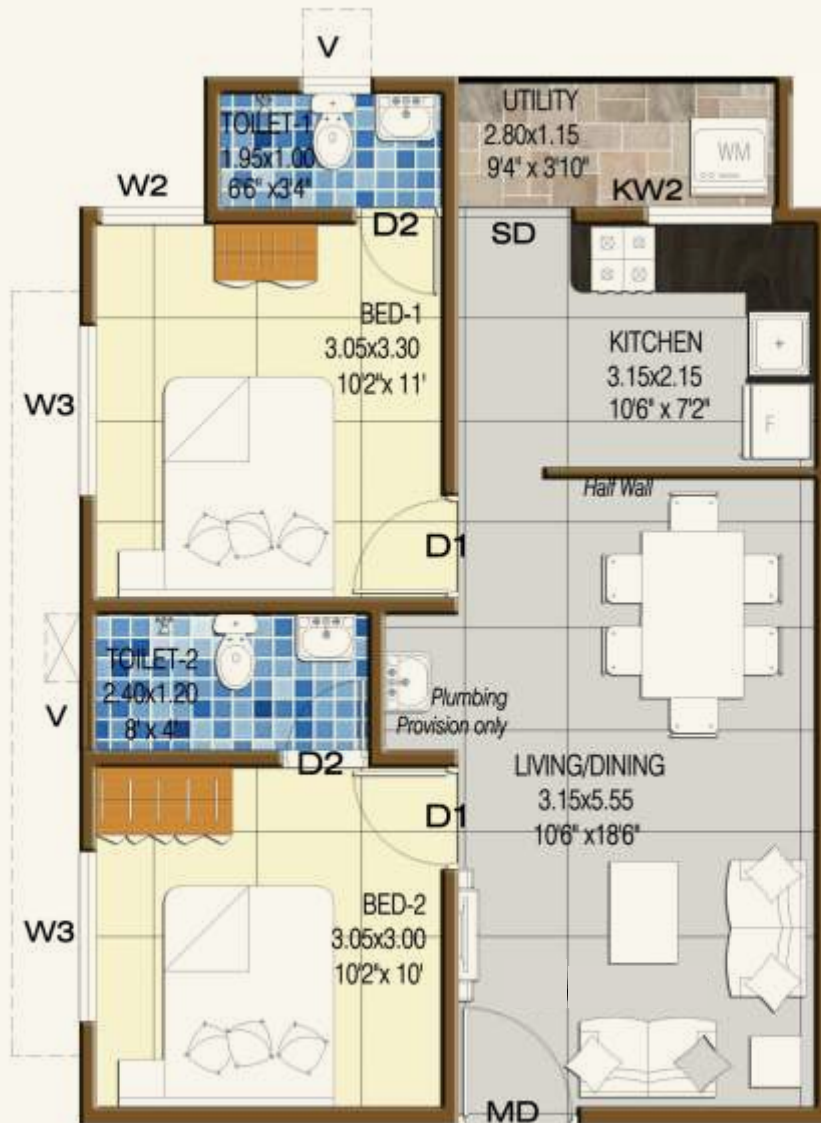 V
TOILET-1
1.95x1.00
6'6" x3'4"
UTILITY
2.80x1.15
9'4" x 3'10"
WM
W2
D2
SD
KW2
BED-1
3.05x3.30
10'2"x 11'
KITCHEN
3.15x2.15
10'6" x 7'2"
F
W3
Half Wall
D1
TOILET-2
2.40x1.20
8' x 4'
V
Plumbing
Provision only
D2
LIVING/DINING
3.15x5.55
10'6" x18'6"
D1
BED-2
3.05x3.00
10'2"x 10'
W3
MD